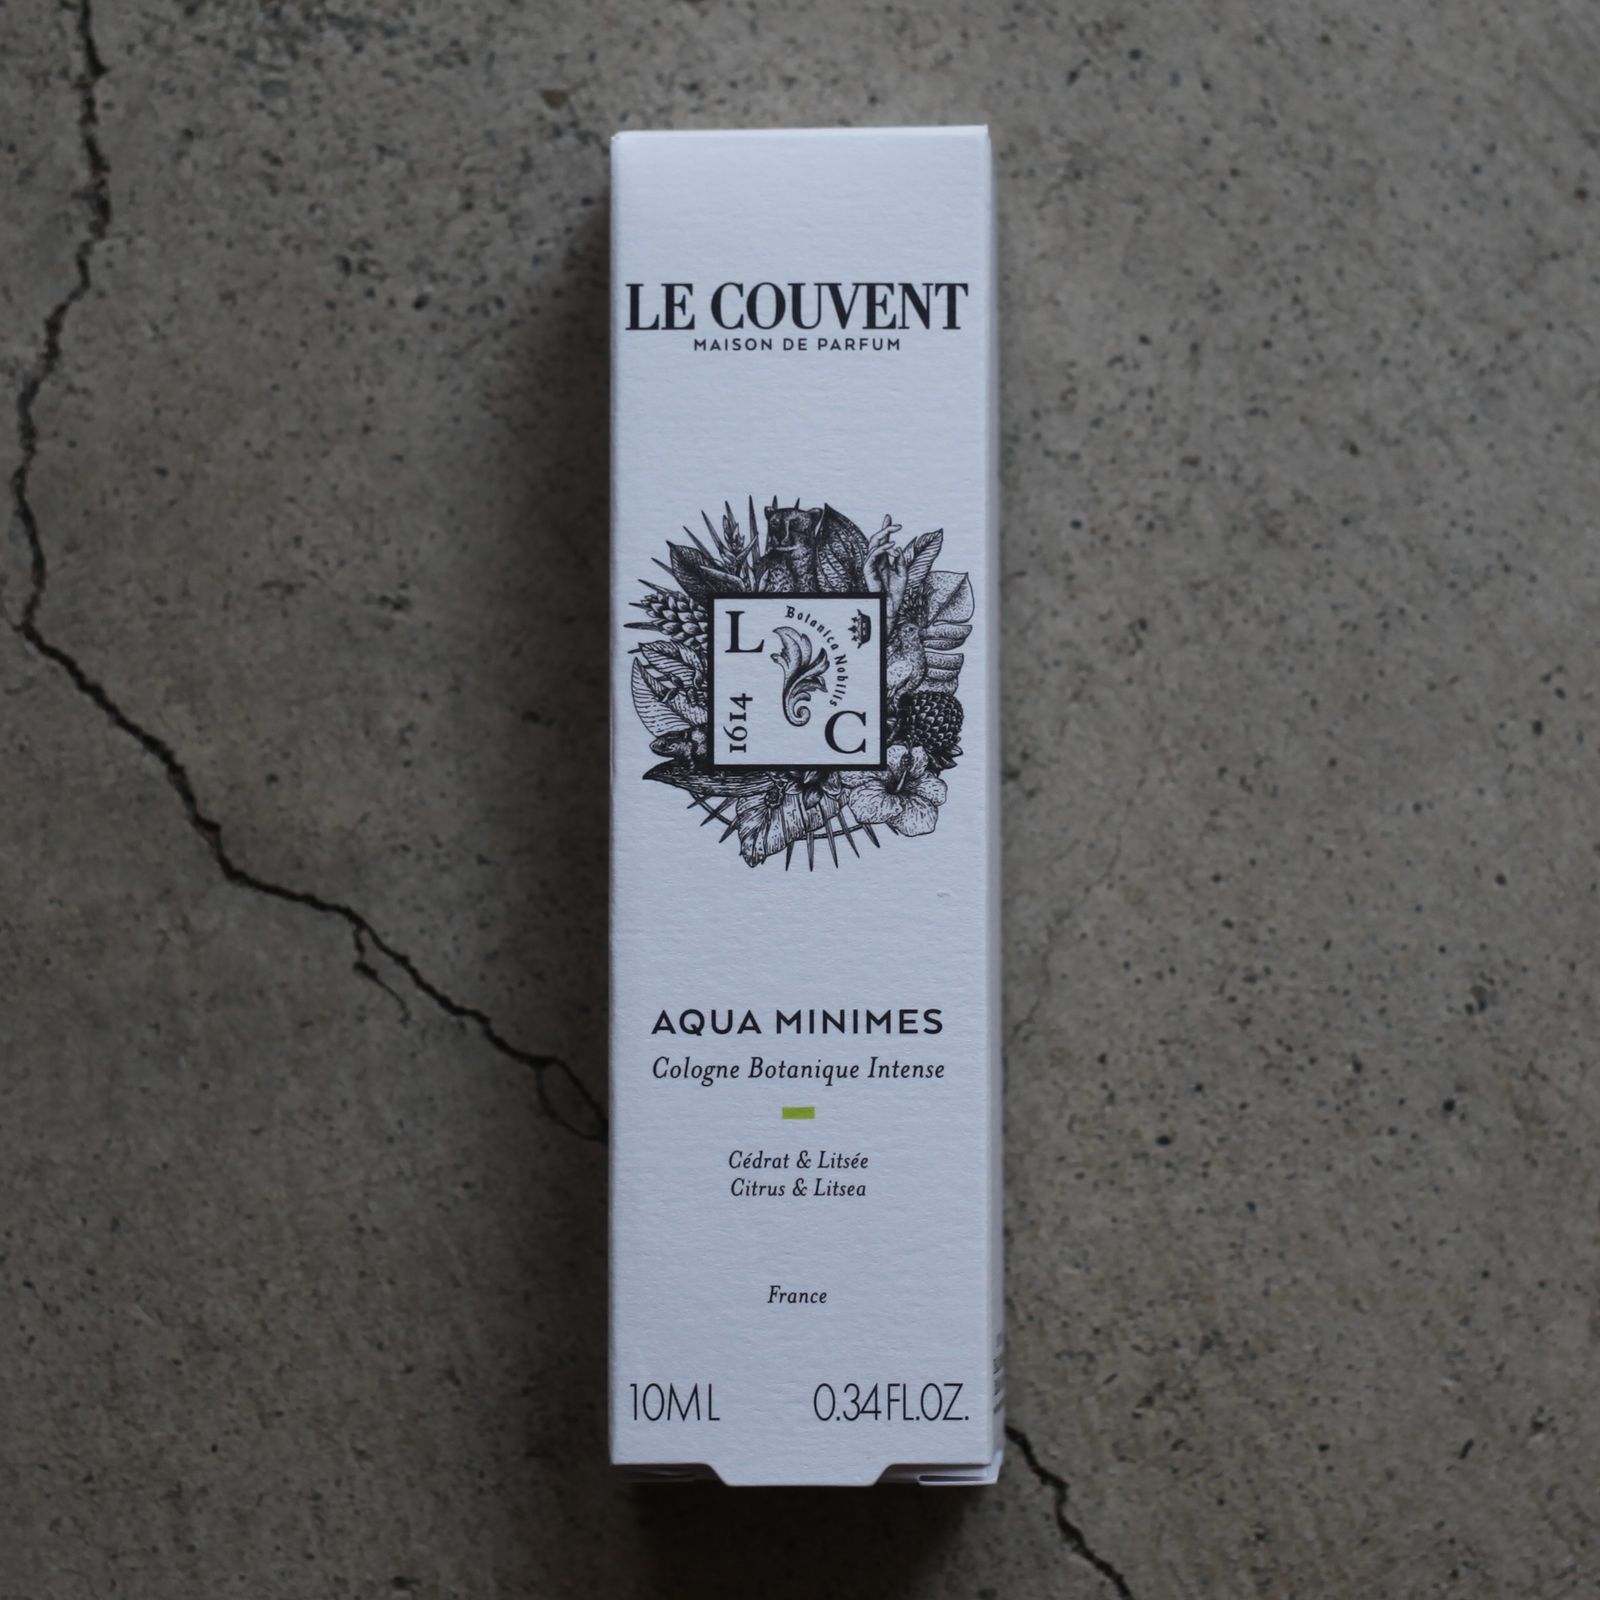 LE COUVENT
MAISON DE PARFUM
L
Botanica Nobilis
1614
C
AQUA MINIMES
Cologne Botanique Intense
Cédrat & Litsée
Citrus & Litsea
France
10ML 0.34FL.OZ.